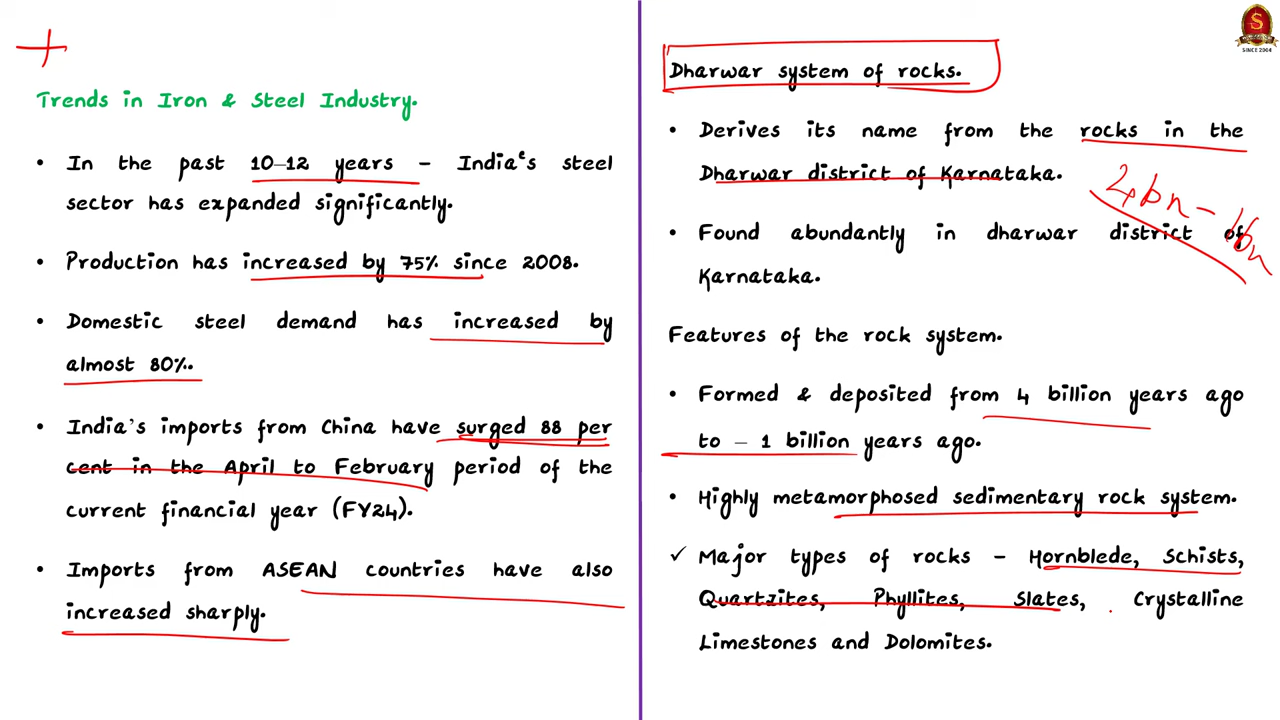 Trends in Iron & Steel Industry.
• In the past 10-12 years - India's steel
sector has expanded significantly.
• Production has increased by 75% since 2008.
• Domestic steel demand has increased by
almost 80%.
• India's imports from China have surged 88 per
cent in the April to February period of the
current financial year (FY24).
• Imports from ASEAN countries have also
increased sharply.
Dharwar system of rocks.
• Derives its name from the rocks in the
Dharwar district of Karnataka.
4bn - 1bn
• Found abundantly in dharwar district of
Karnataka.
Features of the rock system.
• Formed & deposited from 4 billion years ago
to - 1 billion years ago.
• Highly metamorphosed sedimentary rock system.
✓ Major types of rocks - Hornblede, Schists,
Quartzites, Phyllites, Slates, Crystalline
Limestones and Dolomites.
S
SINCE 2004